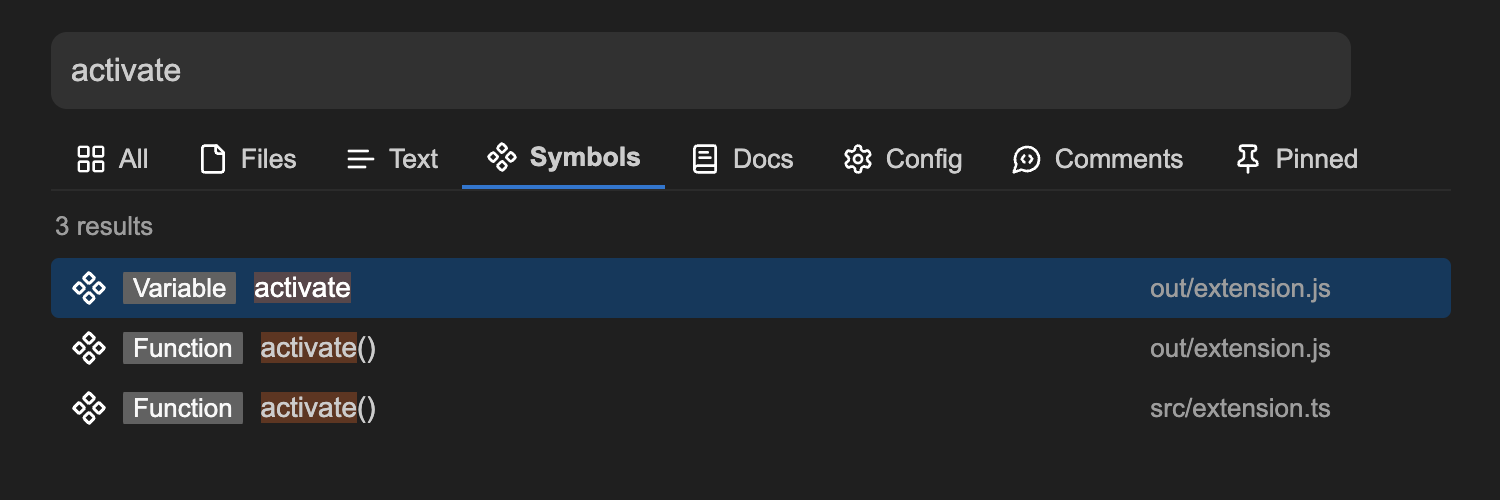 activate
All Files Text Symbols Docs Config Comments Pinned
3 results
Variable activate out/extension.js
Function activate() out/extension.js
Function activate() src/extension.ts